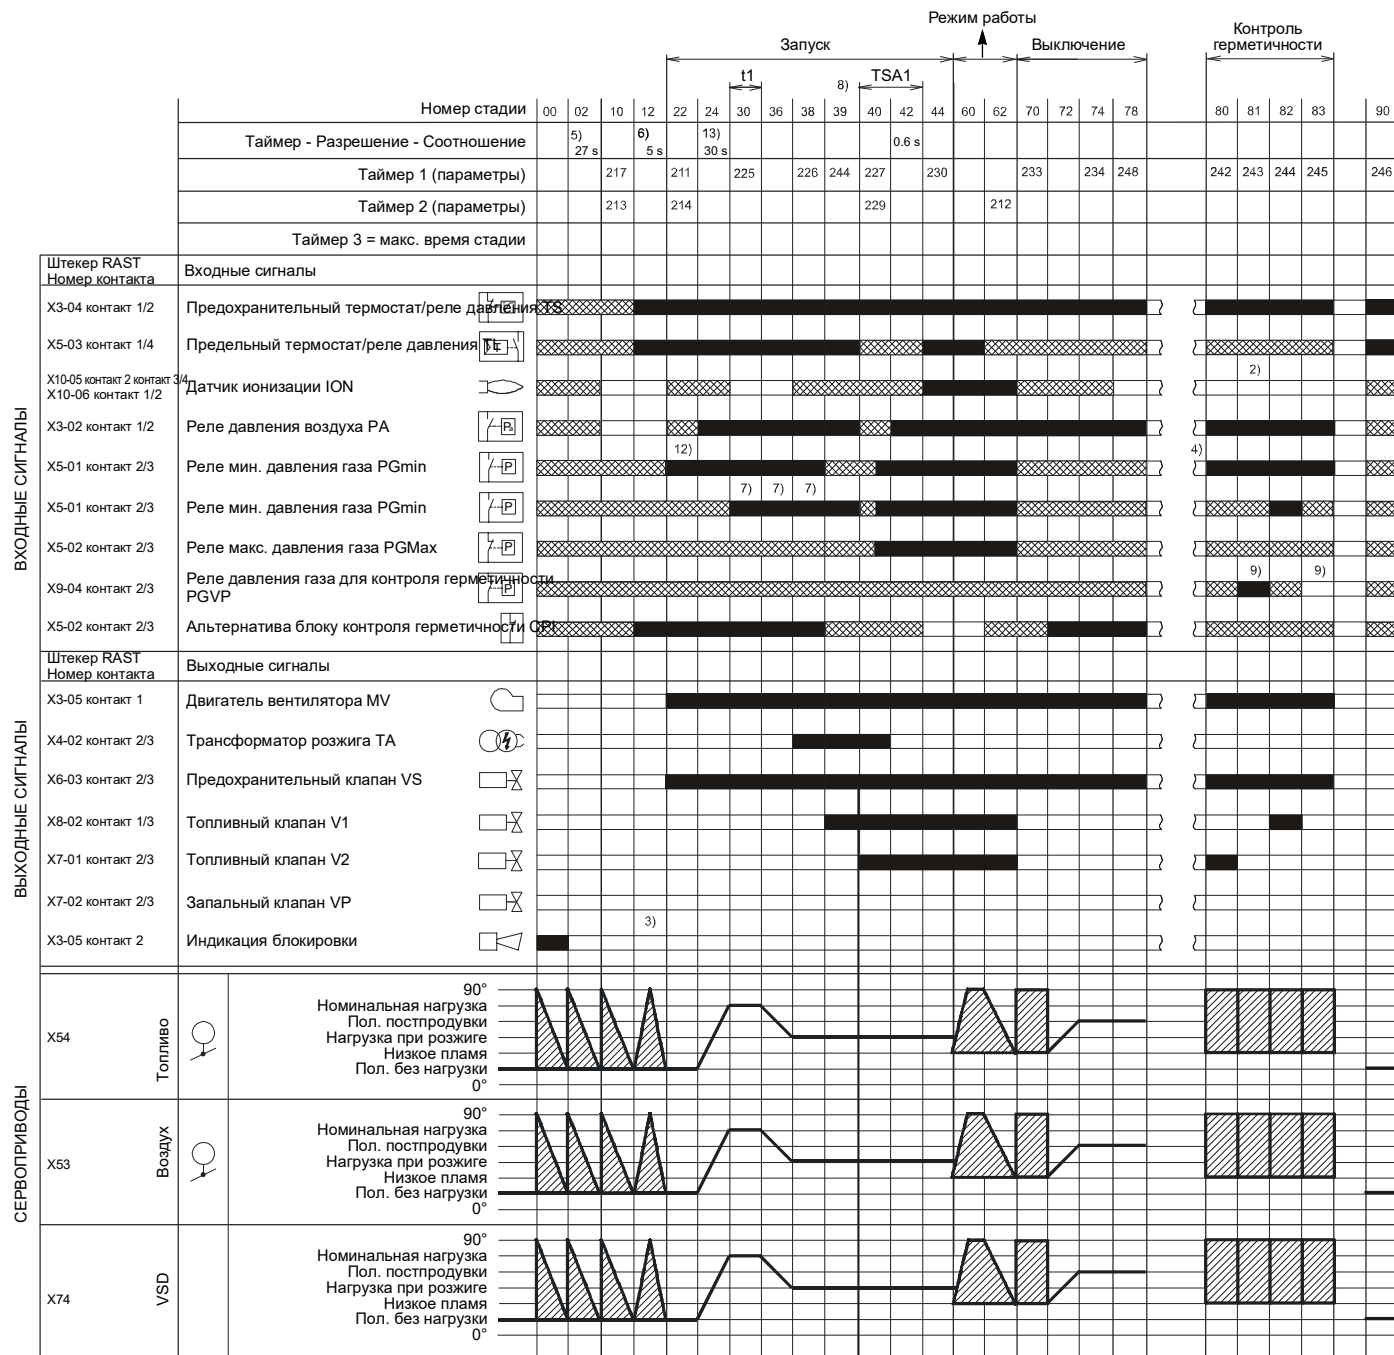 Режим работы
Запуск
Выключение
Контроль
герметичности
t1
8)
TSA1
Номер стадии 00 02 10 12 22 24 30 36 38 39 40 42 44 60 62 70 72 74 78 80 81 82 83 90
Таймер - Разрешение - Соотношение 5) 27 s 6) 5 s 13) 30 s 0.6 s
Таймер 1 (параметры) 217 211 225 226 244 227 230 233 234 248 242 243 244 245 246
Таймер 2 (параметры) 213 214 229 212
Таймер 3 = макс. время стадии
Штекер RAST
Номер контакта
Входные сигналы
ВХОДНЫЕ СИГНАЛЫ
X3-04 контакт 1/2 Предохранительный термостат/реле давления TS
X5-03 контакт 1/4 Предельный термостат/реле давления TL
2)
X10-05 контакт 2 контакт 3/4
X10-06 контакт 1/2
Датчик ионизации ION
X3-02 контакт 1/2 Реле давления воздуха PA Pa
12) 4)
X5-01 контакт 2/3 Реле мин. давления газа PGmin P
7) 7) 7)
X5-01 контакт 2/3 Реле мин. давления газа PGmin P
X5-02 контакт 2/3 Реле макс. давления газа PGMax P
9) 9)
X9-04 контакт 2/3 Реле давления газа для контроля герметичности
PGVP P
X5-02 контакт 2/3 Альтернатива блоку контроля герметичности CPI
Штекер RAST
Номер контакта
Выходные сигналы
ВЫХОДНЫЕ СИГНАЛЫ
X3-05 контакт 1 Двигатель вентилятора MV
X4-02 контакт 2/3 Трансформатор розжига TA
X6-03 контакт 2/3 Предохранительный клапан VS
X8-02 контакт 1/3 Топливный клапан V1
X7-01 контакт 2/3 Топливный клапан V2
X7-02 контакт 2/3 Запальный клапан VP
3)
X3-05 контакт 2 Индикация блокировки
СЕРВОПРИВОДЫ
X54
Топливо
90°
Номинальная нагрузка
Пол. постпродувки
Нагрузка при розжиге
Низкое пламя
Пол. без нагрузки
0°
X53
Воздух
90°
Номинальная нагрузка
Пол. постпродувки
Нагрузка при розжиге
Низкое пламя
Пол. без нагрузки
0°
X74
VSD
90°
Номинальная нагрузка
Пол. постпродувки
Нагрузка при розжиге
Низкое пламя
Пол. без нагрузки
0°